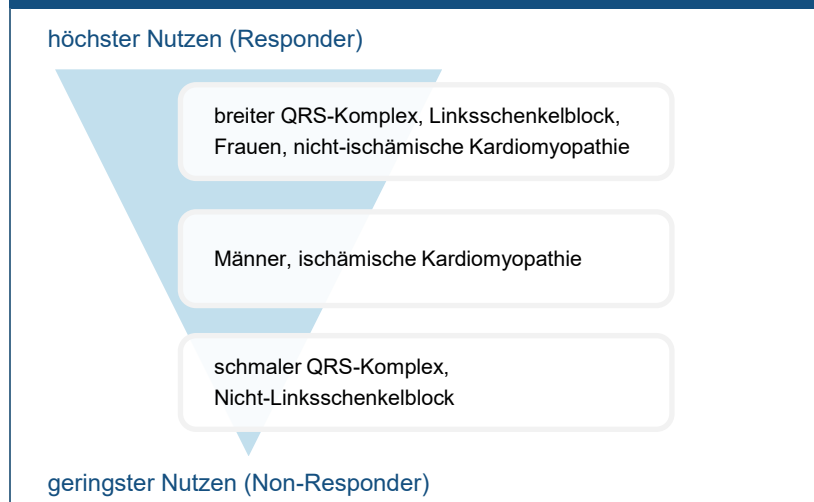 höchster Nutzen (Responder)
breiter QRS-Komplex, Linksschenkelblock,
Frauen, nicht-ischämische Kardiomyopathie
Männer, ischämische Kardiomyopathie
schmaler QRS-Komplex,
Nicht-Linksschenkelblock
geringster Nutzen (Non-Responder)